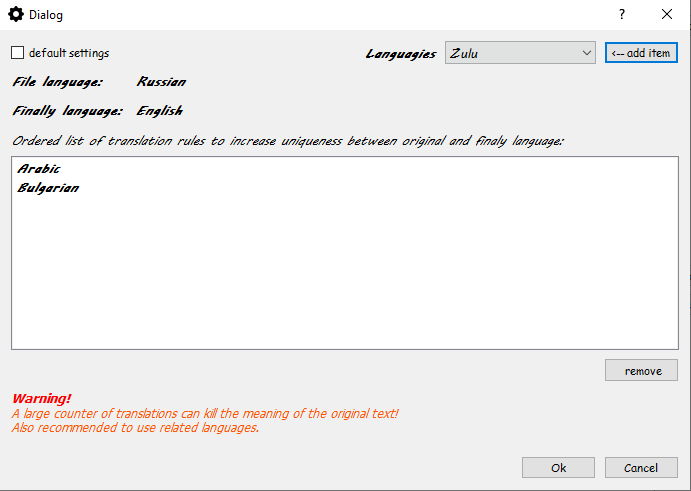 Dialog
?
default settings
Languagies
Zulu
<-- add item
File language: Russian
Finally language: English
Ordered list of translation rules to increase uniqueness between original and finaly language:
Arabic
Bulgarian
remove
Warning!
A large counter of translations can kill the meaning of the original text!
Also recommended to use related languages.
Ok
Cancel